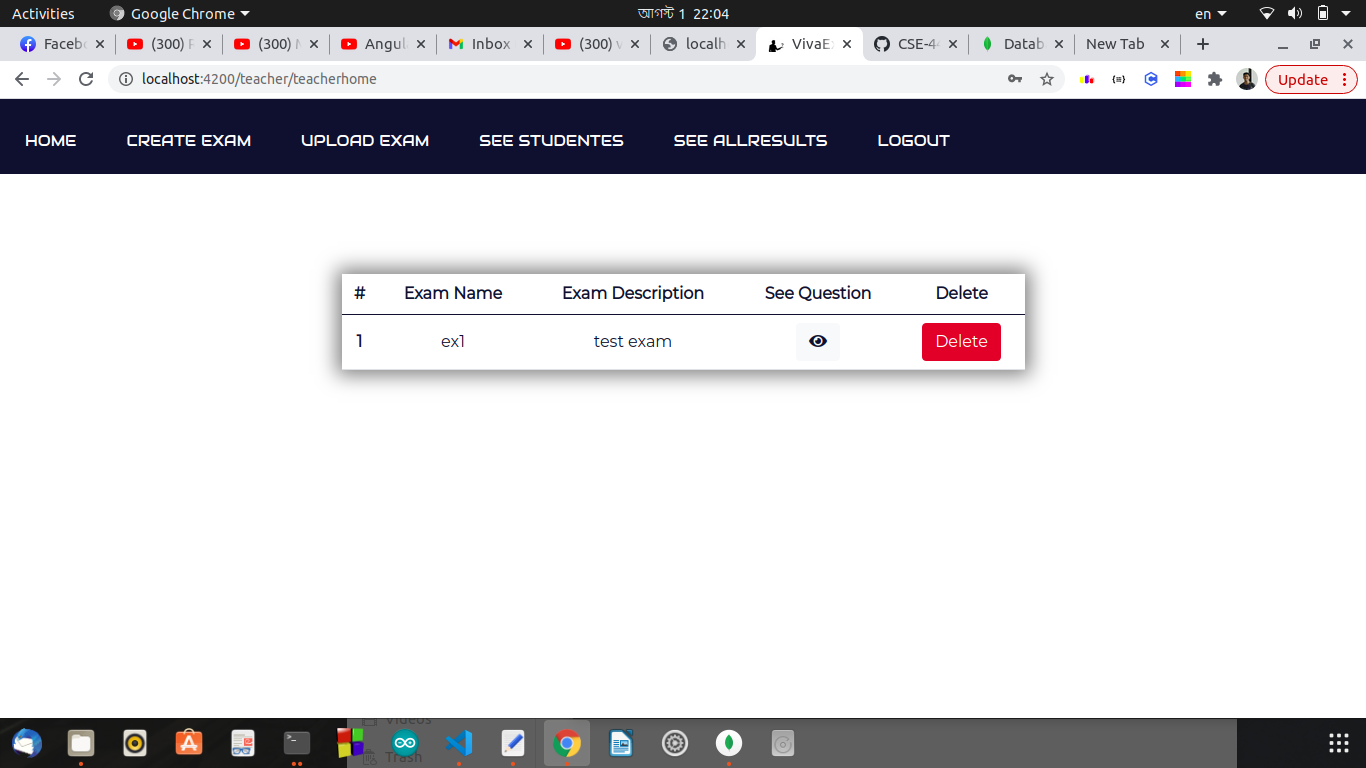 Activities Google Chrome আগস্ট 1 22:04 en
Faceb (300) (300) Angul Inbox (300) v localh VivaE CSE-4 Datab New Tab
localhost:4200/teacher/teacherhome Update
HOME CREATE EXAM UPLOAD EXAM SEE STUDENTES SEE ALLRESULTS LOGOUT
# Exam Name Exam Description See Question Delete
1 ex1 test exam Delete
Videos
Trash